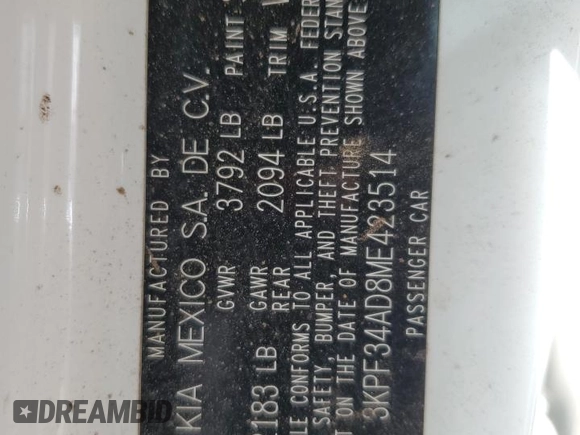 MANUFACTURED BY
KIA MEXICO S.A. DE C.V.
GVWR 3792 LB PAINT
GAWR
183 LB REAR 2094 LB TRIM
LE CONFORMS TO ALL APPLICABLE U.S.A. FEDER
SAFETY, BUMPER, AND THEFT PREVENTION STAN
T ON THE DATE OF MANUFACTURE SHOWN ABOVE
3KPF34AD8ME423514
PASSENGER CAR
DREAMBID